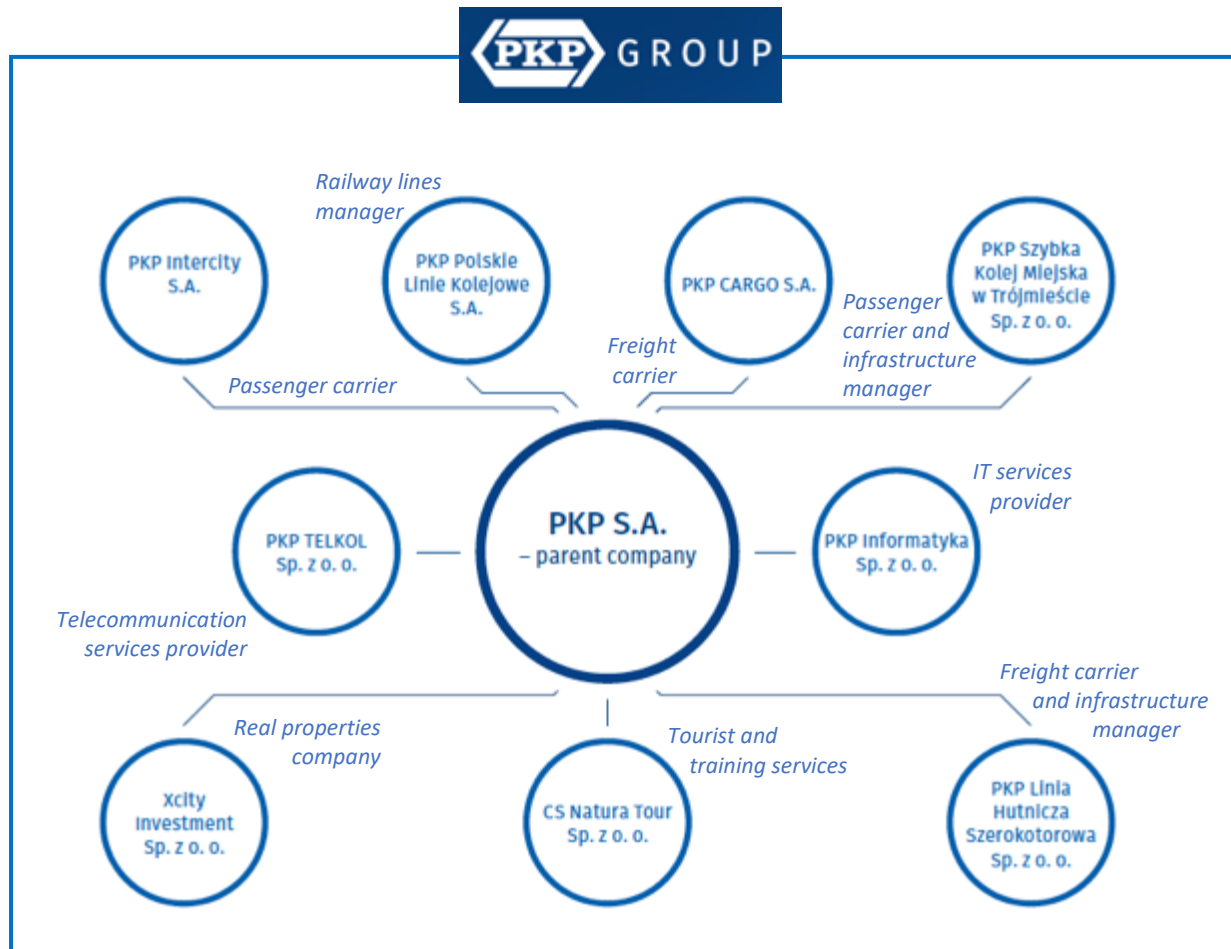 PKP GROUP
Railway lines
manager
PKP Intercity
S.A.
PKP Polskie
Linie Kolejowe
S.A.
PKP CARGO S.A.
PKP Szybka
Kolej Miejska
w Trójmieście
Sp. z o. o.
Passenger carrier
Freight
carrier
Passenger
carrier and
infrastructure
manager
PKP TELKOL
Sp. z o. o.
PKP S.A.
– parent company
PKP Informatyka
Sp. z o. o.
IT services
provider
Telecommunication
services provider
Real properties
company
Tourist and
training services
Freight carrier
and infrastructure
manager
Xcity
Investment
Sp. z o. o.
CS Natura Tour
Sp. z o. o.
PKP Linia
Hutnicza
Szerokotorowa
Sp. z o. o.